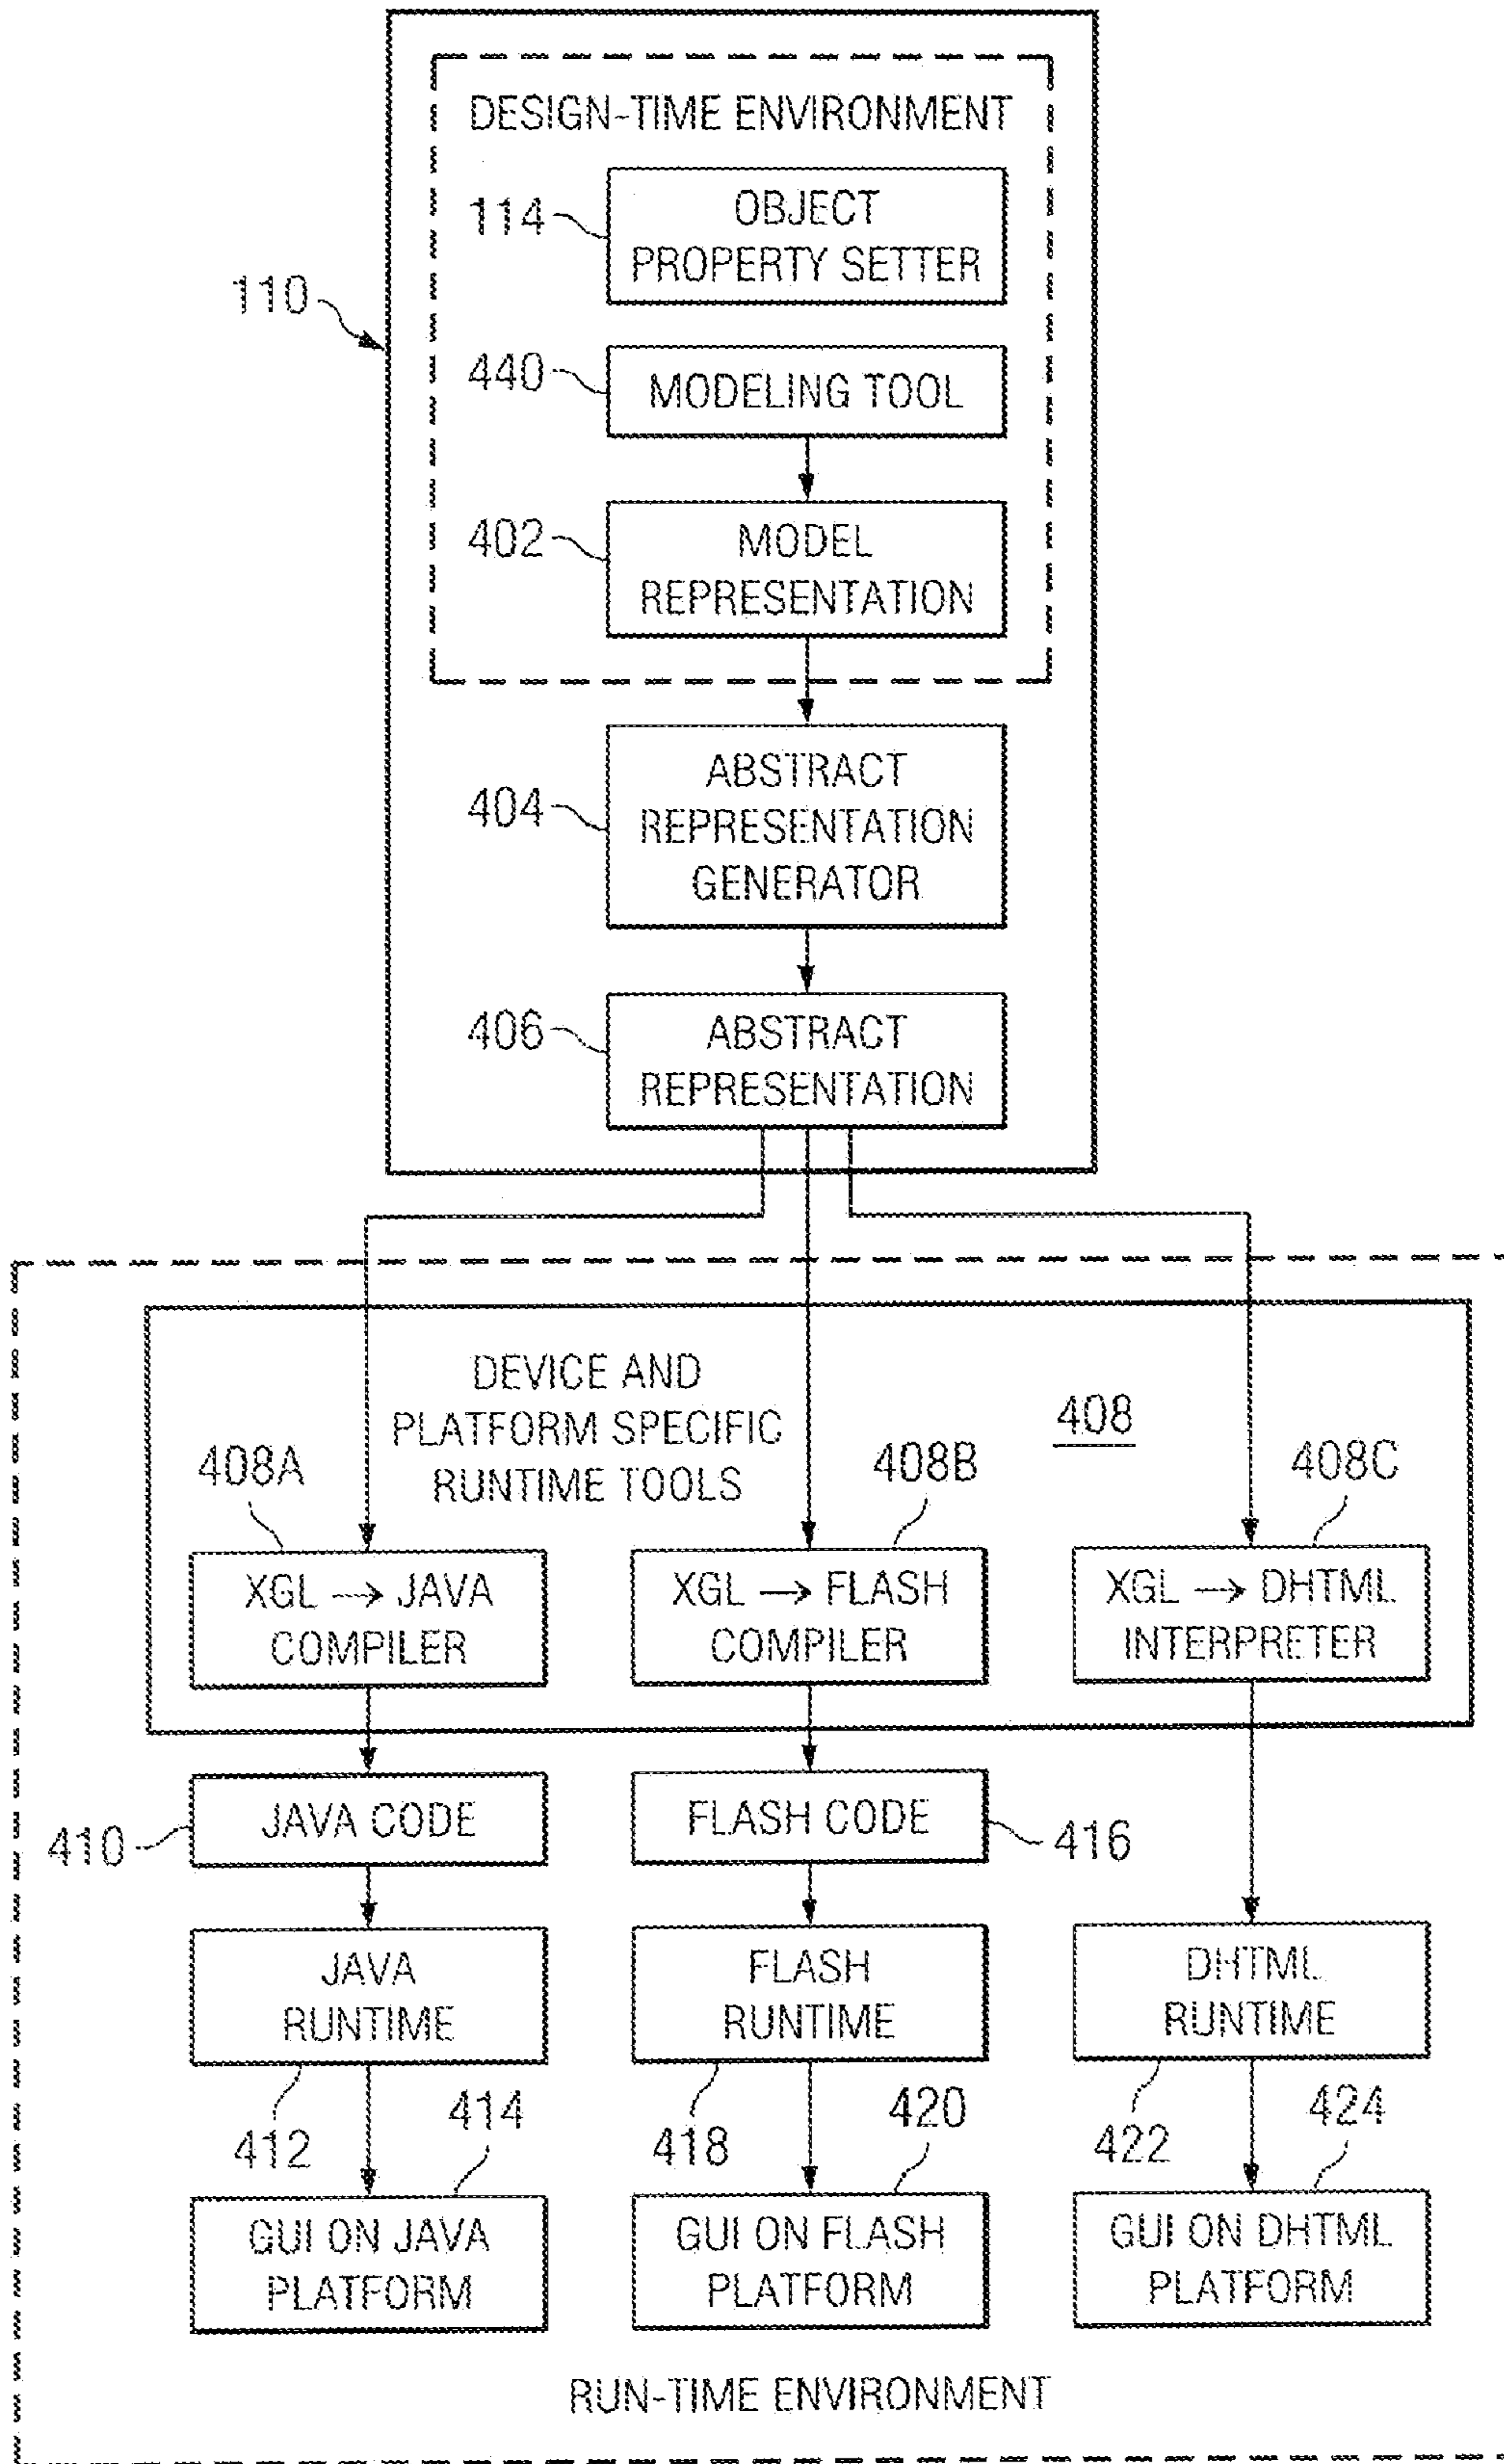 DESIGN-TIME ENVIRONMENT
114
OBJECT
PROPERTY SETTER
110
440
MODELING TOOL
402
MODEL
REPRESENTATION
404
ABSTRACT
REPRESENTATION
GENERATOR
406
ABSTRACT
REPRESENTATION
DEVICE AND
PLATFORM SPECIFIC
RUNTIME TOOLS
408
408A
408B
408C
XGL → JAVA
COMPILER
XGL → FLASH
COMPILER
XGL → DHTML
INTERPRETER
410
JAVA CODE
FLASH CODE
416
JAVA
RUNTIME
FLASH
RUNTIME
DHTML
RUNTIME
412
414
418
420
422
424
GUI ON JAVA
PLATFORM
GUI ON FLASH
PLATFORM
GUI ON DHTML
PLATFORM
RUN-TIME ENVIRONMENT